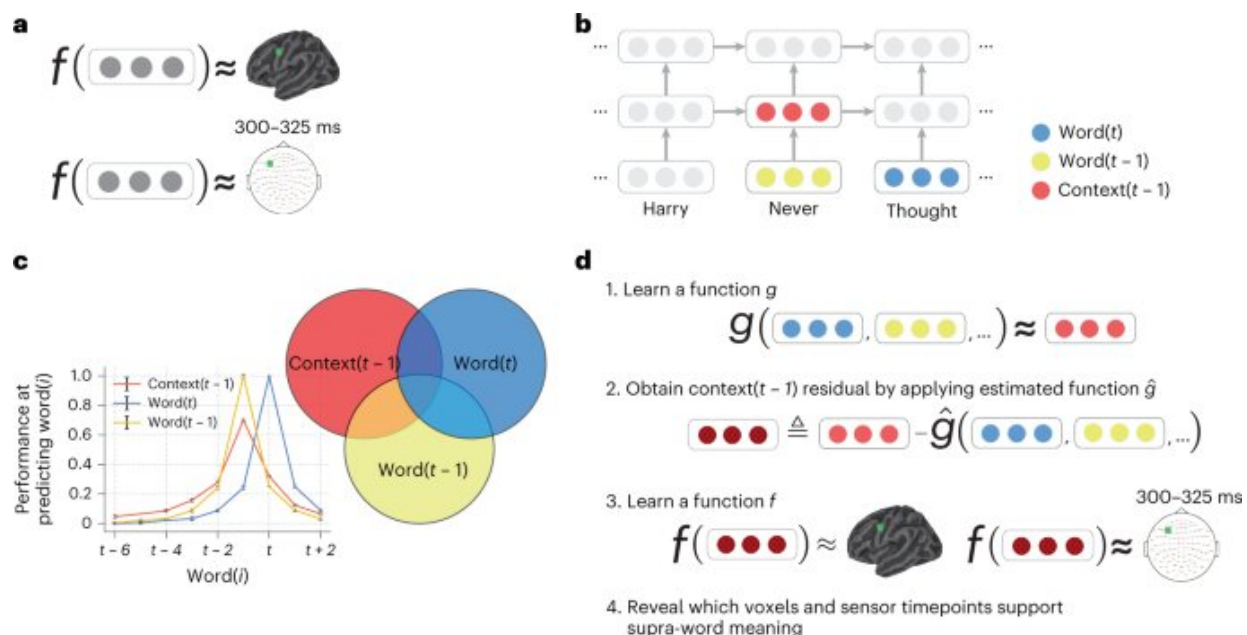 a
f( ) ≈
300–325 ms
f( ) ≈
b
... ...
... ...
... ...
Harry Never Thought
Word(t)
Word(t − 1)
Context(t − 1)
c
Performance at
predicting word(i)
1.0
0.8
0.6
0.4
0.2
0
Context(t − 1)
Word(t)
Word(t − 1)
t − 6 t − 4 t − 2 t t + 2
Word(i)
Context(t − 1)
Word(t)
Word(t − 1)
d
1. Learn a function g
g( , , ...) ≈
2. Obtain context(t − 1) residual by applying estimated function ĝ
≜ − ĝ( , , ...)
3. Learn a function f
300–325 ms
f( ) ≈ f( ) ≈
4. Reveal which voxels and sensor timepoints support
supra-word meaning